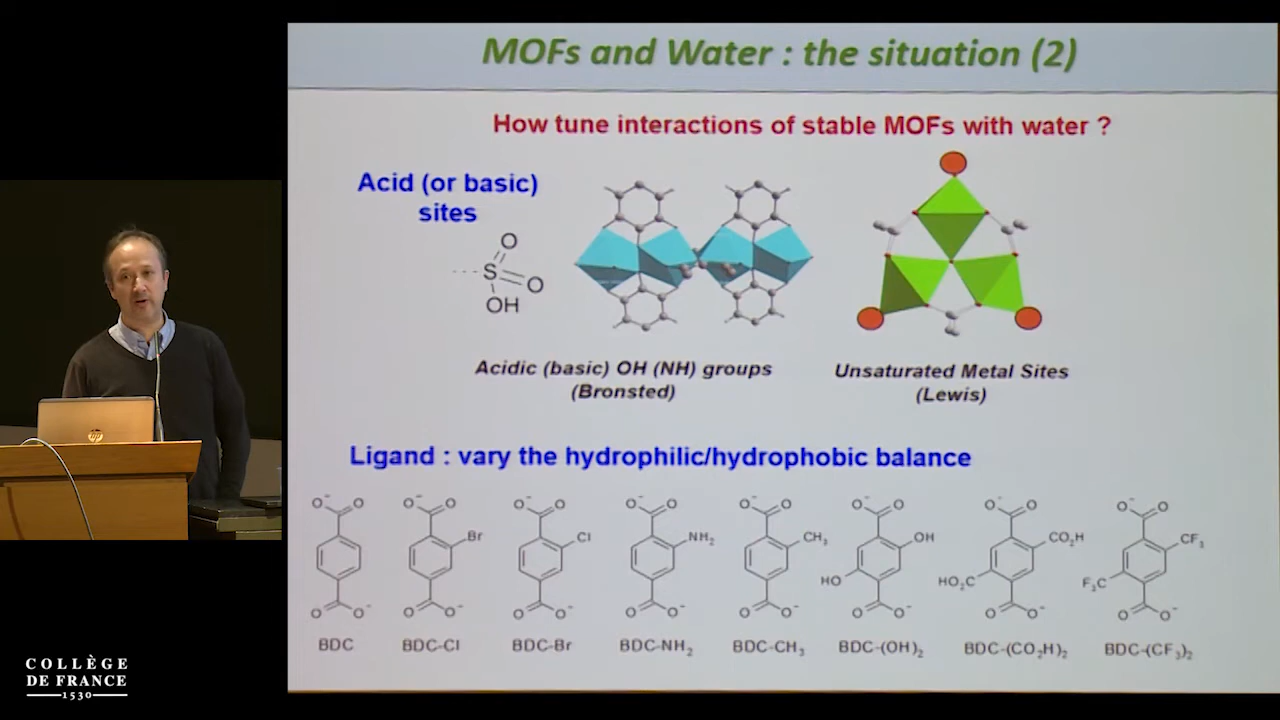 MOFs and Water : the situation (2)
How tune interactions of stable MOFs with water ?
Acid (or basic)
sites
O
S
O
OH
Acidic (basic) OH (NH) groups
(Bronsted)
Unsaturated Metal Sites
(Lewis)
Ligand : vary the hydrophilic/hydrophobic balance
O⁻ O O⁻ O O⁻ O O⁻ O O⁻ O O⁻ O O⁻ O O⁻ O
Br Cl NH₂ CH₃ OH CO₂H CF₃
HO HO₂C F₃C
O O⁻ O O⁻ O O⁻ O O⁻ O O⁻ O O⁻ O O⁻ O O⁻
BDC BDC-Cl BDC-Br BDC-NH₂ BDC-CH₃ BDC-(OH)₂ BDC-(CO₂H)₂ BDC-(CF₃)₂
hp
COLLÈGE
DE FRANCE
1530